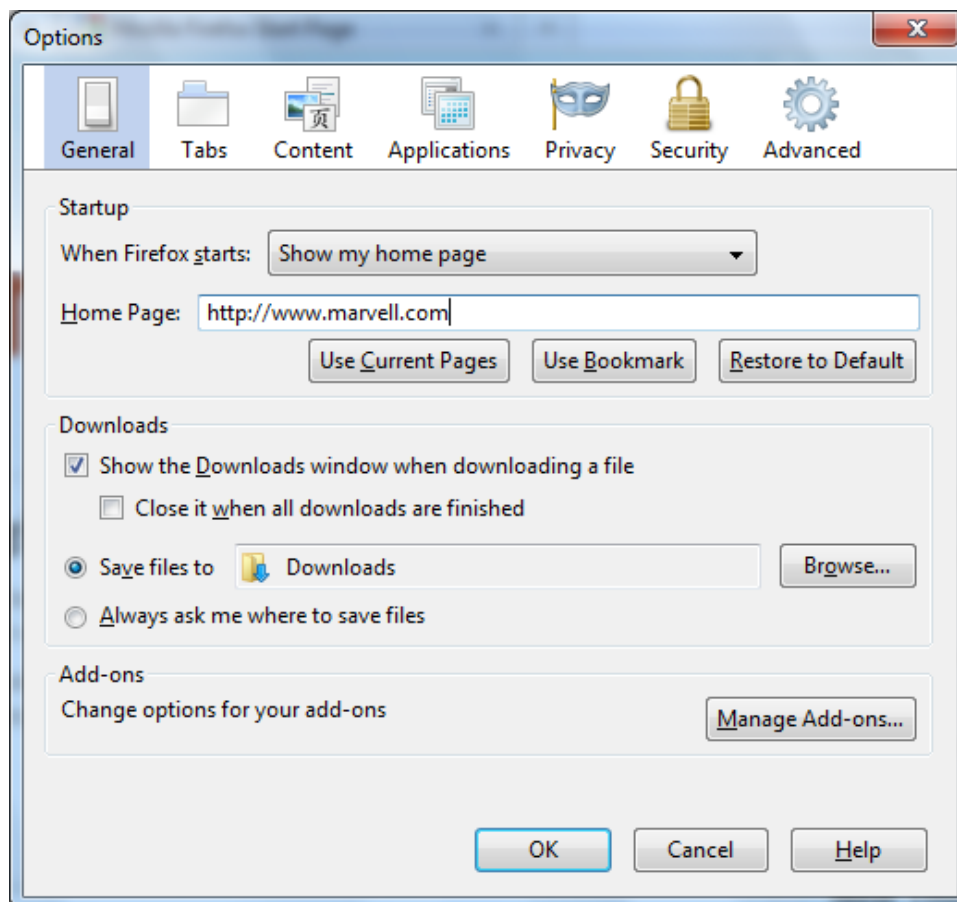 Options
General Tabs Content Applications Privacy Security Advanced
Startup
When Firefox starts: Show my home page
Home Page: http://www.marvell.com
Use Current Pages Use Bookmark Restore to Default
Downloads
Show the Downloads window when downloading a file
Close it when all downloads are finished
Save files to Downloads Browse...
Always ask me where to save files
Add-ons
Change options for your add-ons
Manage Add-ons...
OK Cancel Help